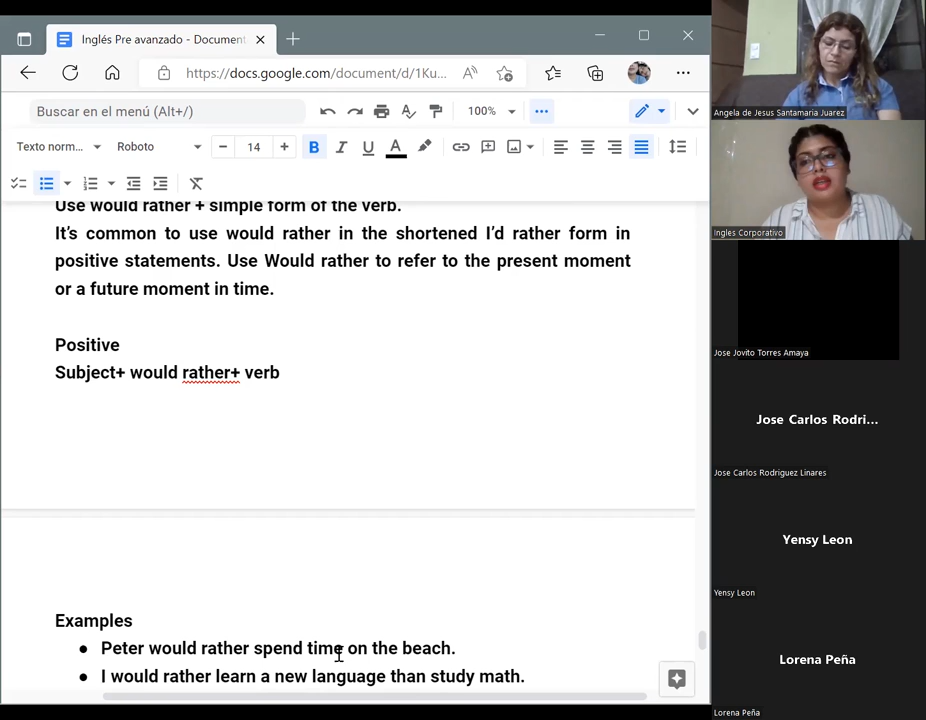 Inglés Pre avanzado - Document
https://docs.google.com/document/d/1Ku...
Buscar en el menú (Alt+/)
100%
Texto norm...
Roboto
14
Use would rather + simple form of the verb.
It's common to use would rather in the shortened I'd rather form in
positive statements. Use Would rather to refer to the present moment
or a future moment in time.
Positive
Subject+ would rather+ verb
Examples
● Peter would rather spend time on the beach.
● I would rather learn a new language than study math.
Angela de Jesus Santamaria Juarez
Ingles Corporativo
Jose Jovito Torres Amaya
Jose Carlos Rodri...
Jose Carlos Rodriguez Linares
Yensy Leon
Yensy Leon
Lorena Peña
Lorena Peña